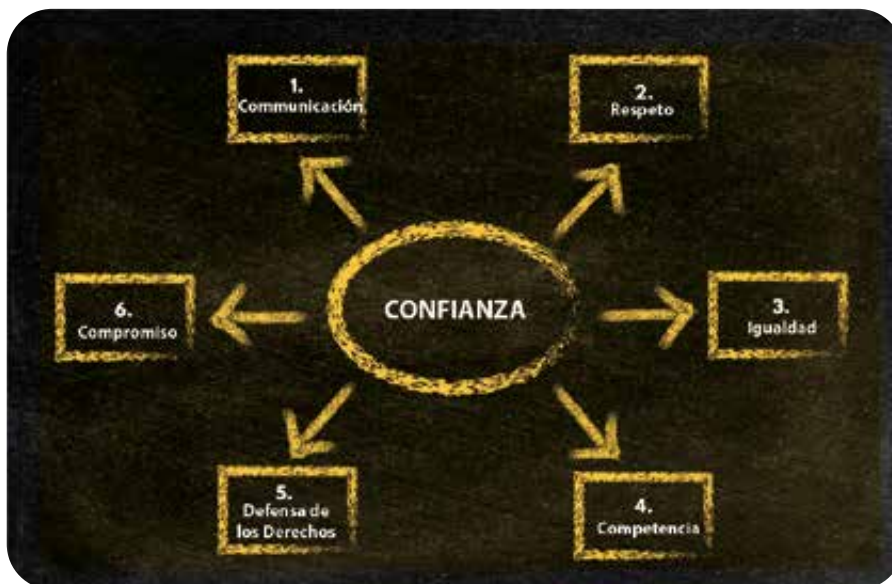 1.
Communicación
2.
Respeto
CONFIANZA
3.
Igualdad
4.
Competencia
5.
Defensa de
los Derechos
6.
Compromiso